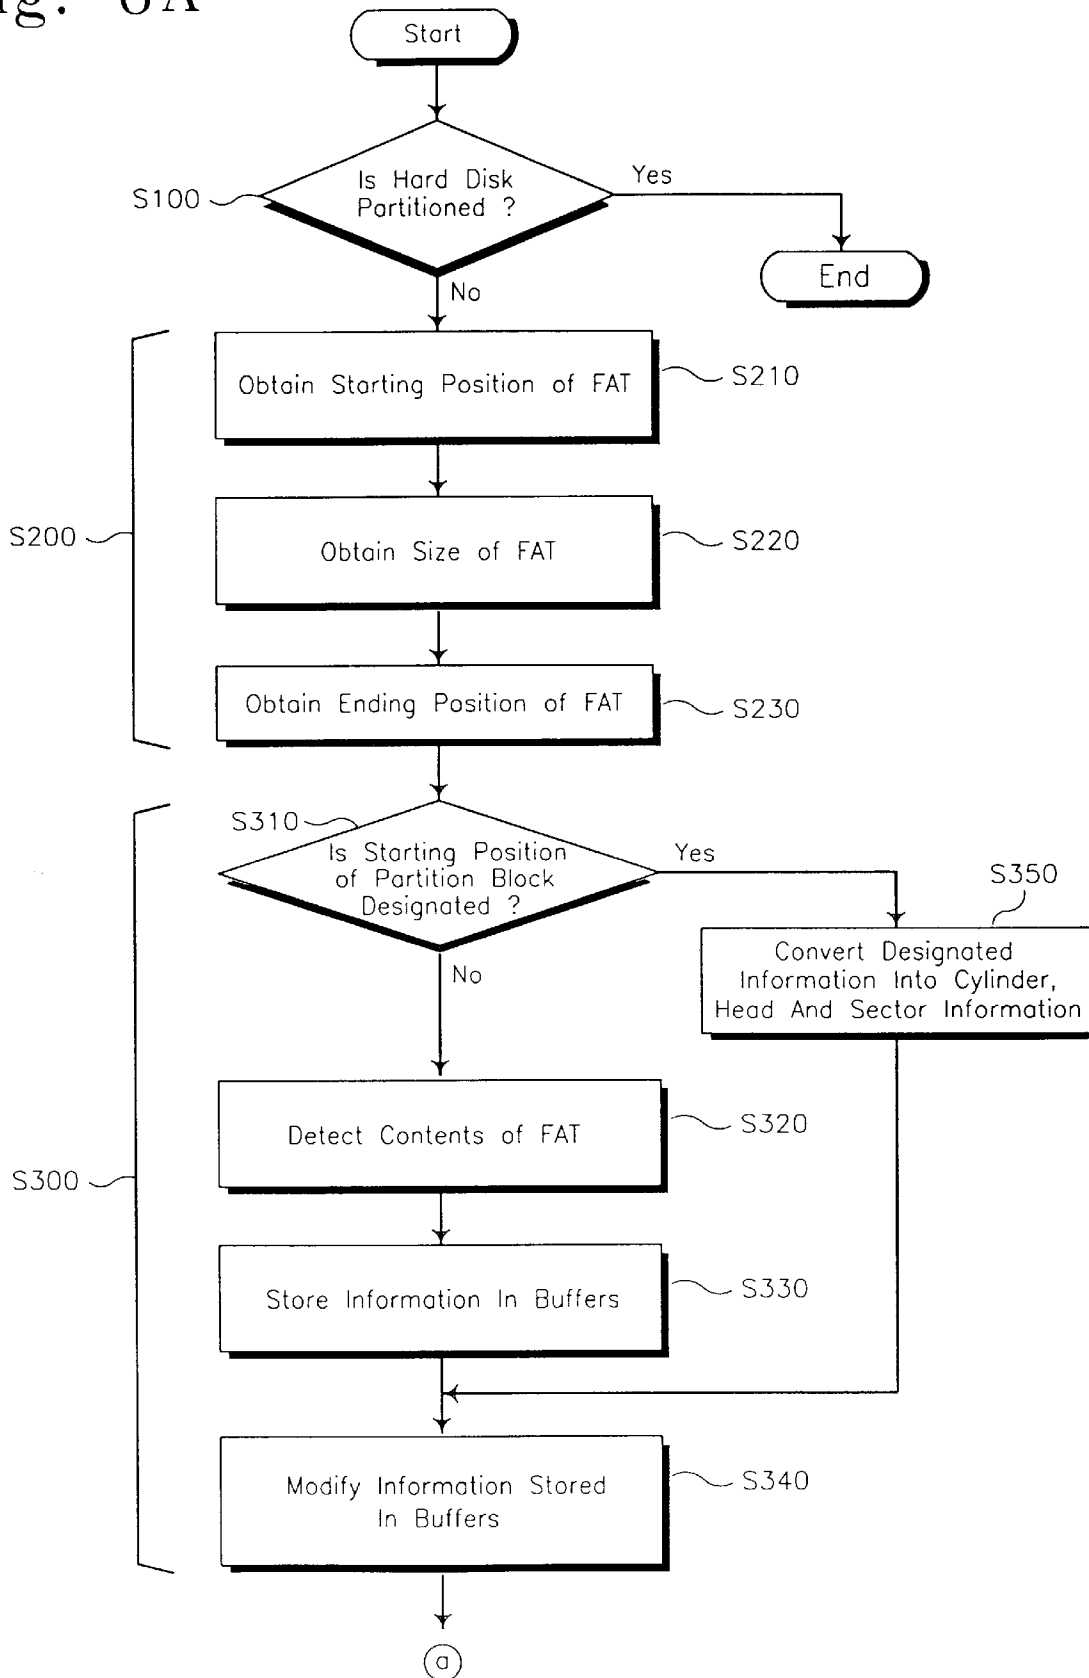 Start
Is Hard Disk
Partitioned ?
S100
Yes
End
No
Obtain Starting Position of FAT
S210
S200
Obtain Size of FAT
S220
Obtain Ending Position of FAT
S230
S310
Is Starting Position
of Partition Block
Designated ?
Yes
S350
Convert Designated
Information Into Cylinder,
Head And Sector Information
No
Detect Contents of FAT
S320
S300
Store Information In Buffers
S330
Modify Information Stored
In Buffers
S340
a